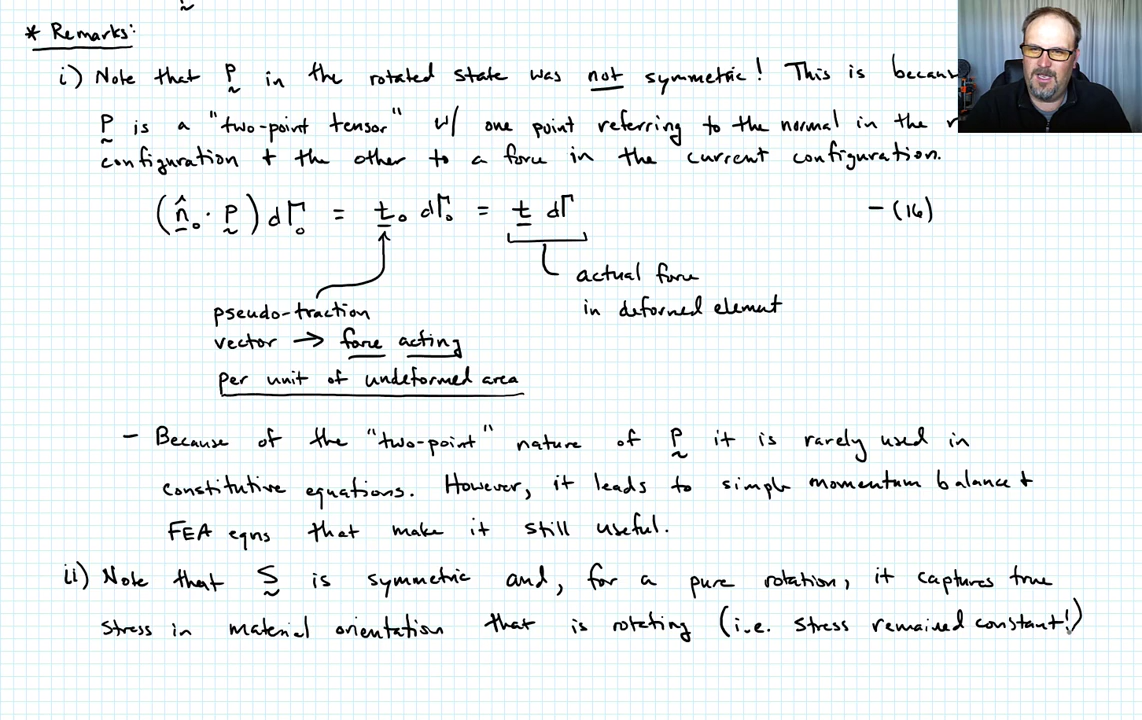 * Remarks:
i) Note that P in the rotated state was not symmetric! This is becau
P is a "two-point tensor" w/ one point referring to the normal in the r
configuration + the other to a force in the current configuration.
(n̂₀ · P) dΓ₀ = t₀ dΓ₀ = t dΓ - (16)
actual force
in deformed element
pseudo-traction
vector → force acting
per unit of undeformed area
- Because of the "two-point" nature of P it is rarely used in
constitutive equations. However, it leads to simple momentum balance +
FEA eqns that make it still useful.
ii) Note that S is symmetric and, for a pure rotation, it captures true
stress in material orientation that is rotating (i.e. stress remained constant!)